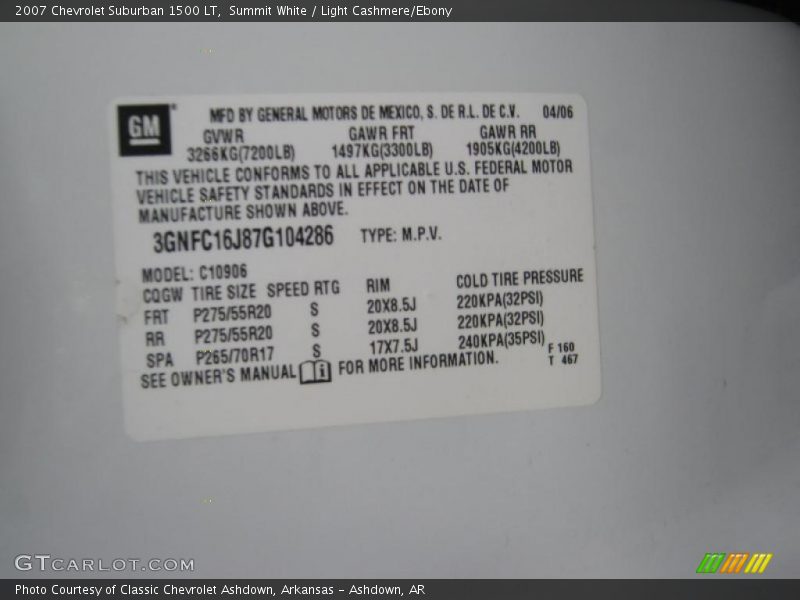 2007 Chevrolet Suburban 1500 LT, Summit White / Light Cashmere/Ebony
GM
MFD BY GENERAL MOTORS DE MEXICO, S. DE R.L. DE C.V. 04/06
GVWR GAWR FRT GAWR RR
3266KG(7200LB) 1497KG(3300LB) 1905KG(4200LB)
THIS VEHICLE CONFORMS TO ALL APPLICABLE U.S. FEDERAL MOTOR
VEHICLE SAFETY STANDARDS IN EFFECT ON THE DATE OF
MANUFACTURE SHOWN ABOVE.
3GNFC16J87G104286 TYPE: M.P.V.
MODEL: C10906
CQGW TIRE SIZE SPEED RTG RIM COLD TIRE PRESSURE
FRT P275/55R20 S 20X8.5J 220KPA(32PSI)
RR P275/55R20 S 20X8.5J 220KPA(32PSI)
SPA P265/70R17 S 17X7.5J 240KPA(35PSI)
SEE OWNER'S MANUAL i FOR MORE INFORMATION.
F 160
T 467
GTCARLOT.COM
Photo Courtesy of Classic Chevrolet Ashdown, Arkansas - Ashdown, AR